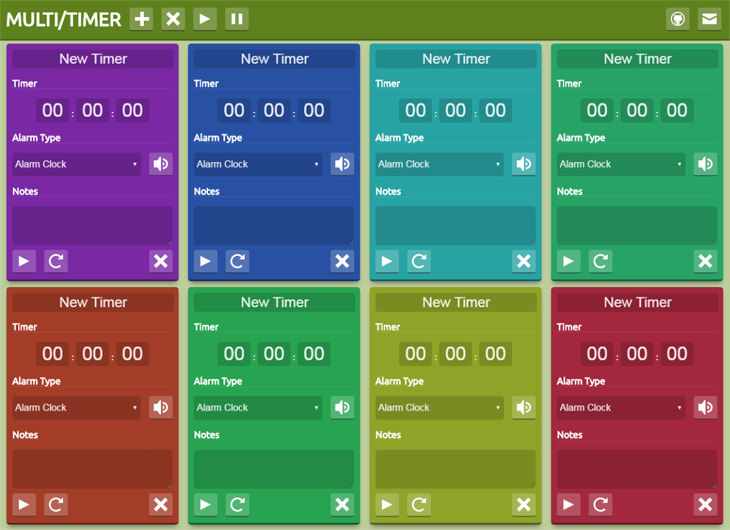 MULTI/TIMER
New Timer
Timer
00 : 00 : 00
Alarm Type
Alarm Clock
Notes
New Timer
Timer
00 : 00 : 00
Alarm Type
Alarm Clock
Notes
New Timer
Timer
00 : 00 : 00
Alarm Type
Alarm Clock
Notes
New Timer
Timer
00 : 00 : 00
Alarm Type
Alarm Clock
Notes
New Timer
Timer
00 : 00 : 00
Alarm Type
Alarm Clock
Notes
New Timer
Timer
00 : 00 : 00
Alarm Type
Alarm Clock
Notes
New Timer
Timer
00 : 00 : 00
Alarm Type
Alarm Clock
Notes
New Timer
Timer
00 : 00 : 00
Alarm Type
Alarm Clock
Notes